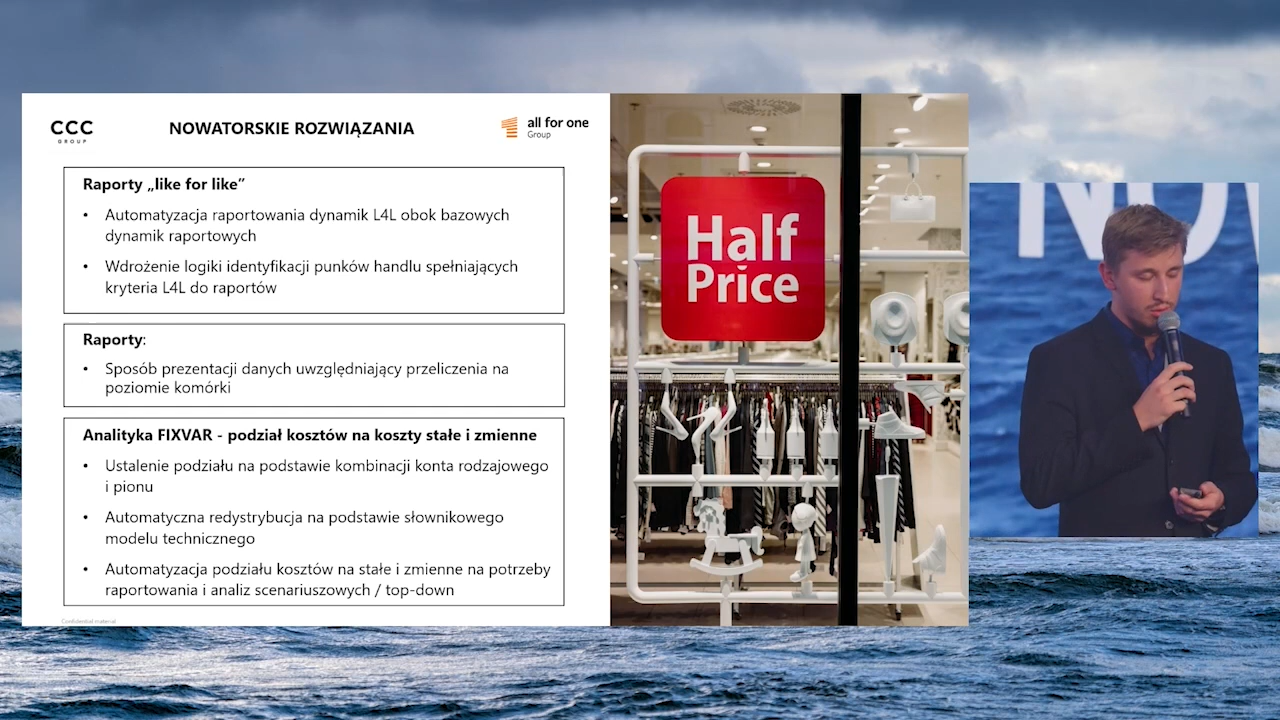 CCC
GROUP
NOWATORSKIE ROZWIĄZANIA
all for one
Group
Raporty „like for like”
• Automatyzacja raportowania dynamik L4L obok bazowych
dynamik raportowych
• Wdrożenie logiki identyfikacji punków handlu spełniających
kryteria L4L do raportów
Raporty:
• Sposób prezentacji danych uwzględniający przeliczenia na
poziomie komórki
Analityka FIXVAR - podział kosztów na koszty stałe i zmienne
• Ustalenie podziału na podstawie kombinacji konta rodzajowego
i pionu
• Automatyczna redystrybucja na podstawie słownikowego
modelu technicznego
• Automatyzacja podziału kosztów na stałe i zmienne na potrzeby
raportowania i analiz scenariuszowych / top-down
Confidential material
Half
Price